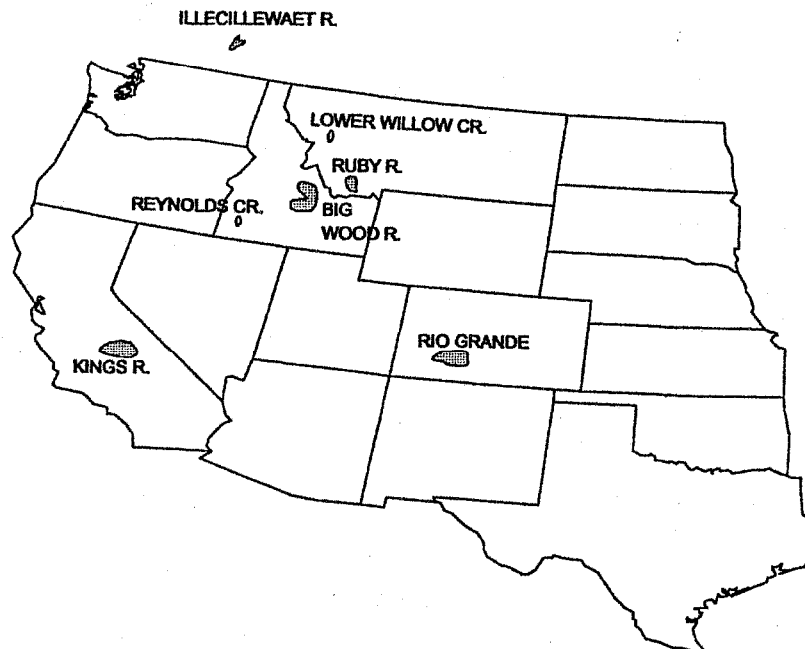 ILLECILLEWAET R.
LOWER WILLOW CR.
RUBY R.
REYNOLDS CR.
BIG
WOOD R.
RIO GRANDE
KINGS R.